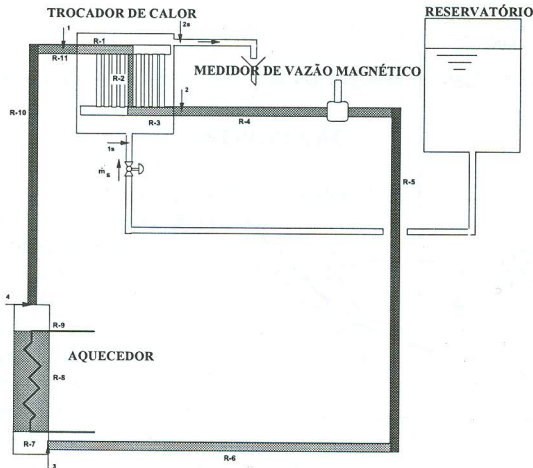 TROCADOR DE CALOR
RESERVATÓRIO
1
2a
R-1
R-11
R-2
MEDIDOR DE VAZÃO MAGNÉTICO
2
R-3
R-4
R-10
1a
ṁs
R-5
4
R-9
AQUECEDOR
R-8
R-7
R-6
3